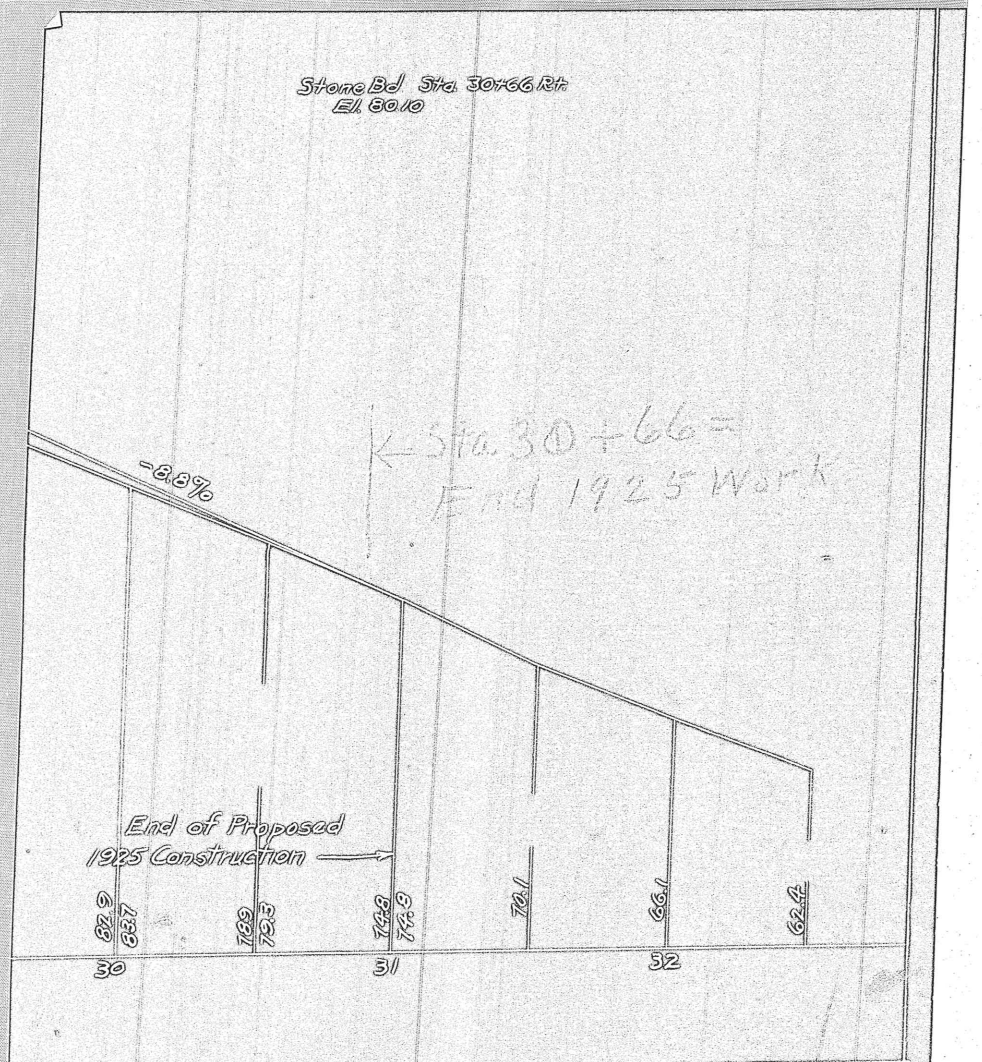 Stone Bd. Sta. 30+66 Rt.
El. 80.10
← Sta. 30 + 66 =
End 1925 Work
-8.8%
End of Proposed
1925 Construction
82.9
83.7
78.9
79.3
74.8
74.8
70.1
66.1
62.4
30
31
32